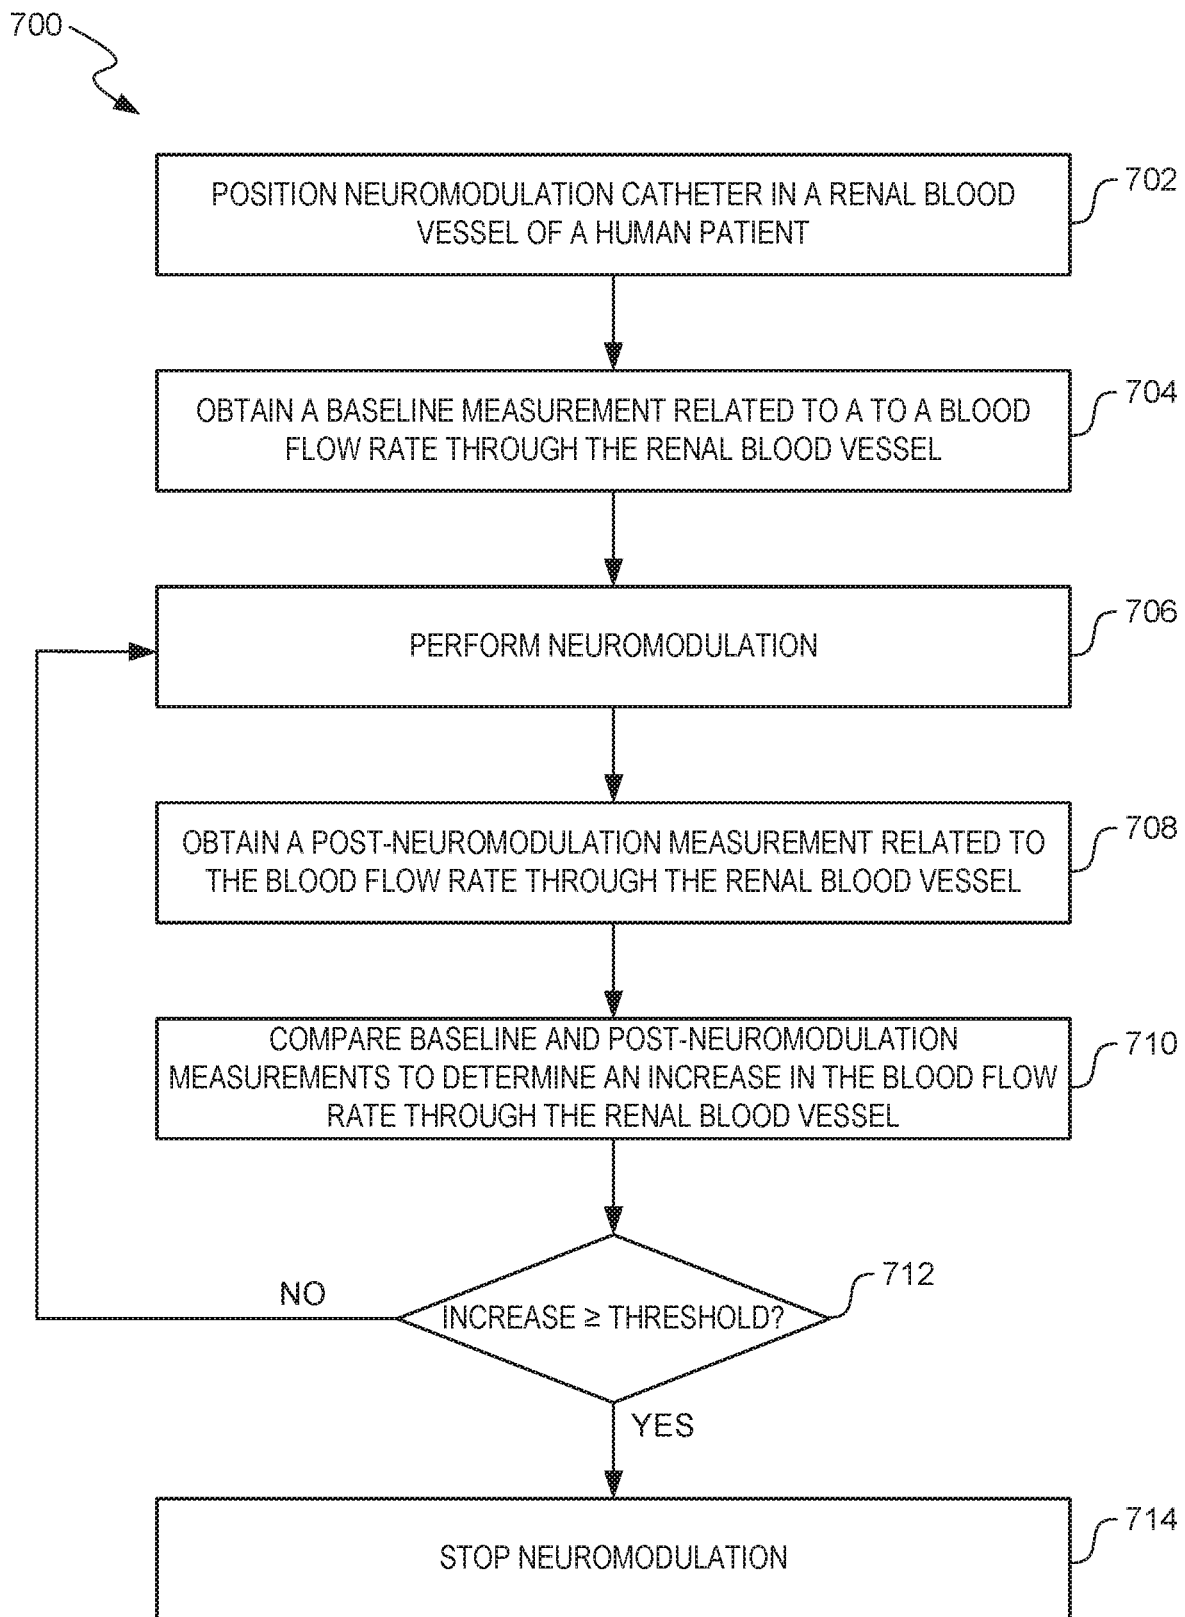 700
POSITION NEUROMODULATION CATHETER IN A RENAL BLOOD
VESSEL OF A HUMAN PATIENT
702
OBTAIN A BASELINE MEASUREMENT RELATED TO A TO A BLOOD
FLOW RATE THROUGH THE RENAL BLOOD VESSEL
704
PERFORM NEUROMODULATION
706
OBTAIN A POST-NEUROMODULATION MEASUREMENT RELATED TO
THE BLOOD FLOW RATE THROUGH THE RENAL BLOOD VESSEL
708
COMPARE BASELINE AND POST-NEUROMODULATION
MEASUREMENTS TO DETERMINE AN INCREASE IN THE BLOOD FLOW
RATE THROUGH THE RENAL BLOOD VESSEL
710
NO
INCREASE ≥ THRESHOLD?
712
YES
STOP NEUROMODULATION
714